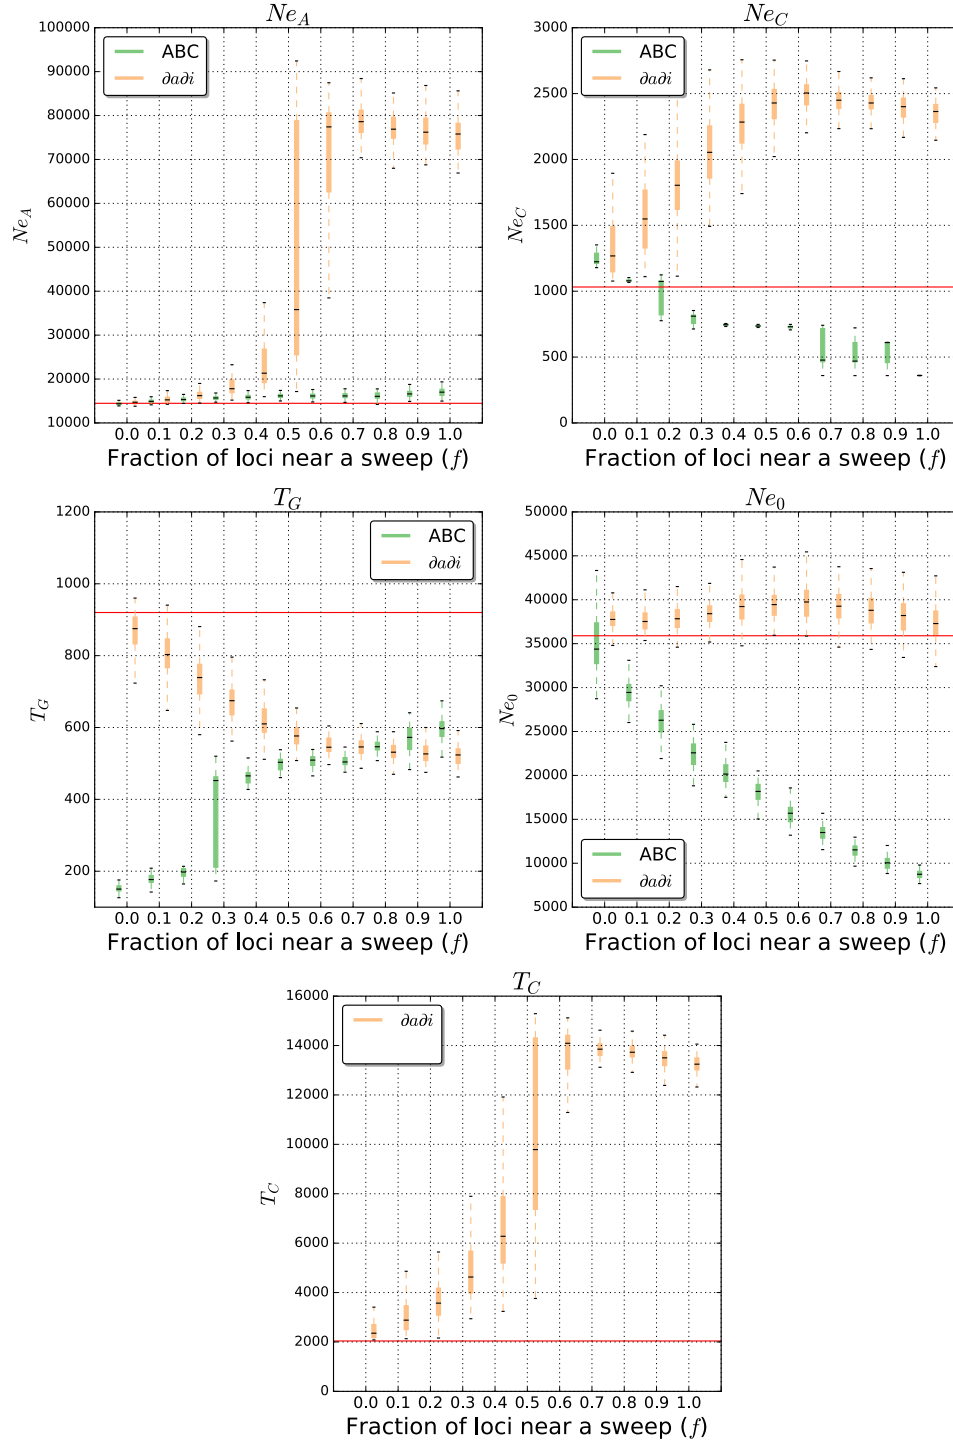 Ne_A
ABC
∂a∂i
100000
90000
80000
70000
60000
50000
40000
30000
20000
10000
Ne_A
0.0 0.1 0.2 0.3 0.4 0.5 0.6 0.7 0.8 0.9 1.0
Fraction of loci near a sweep (f)
Ne_C
ABC
∂a∂i
3000
2500
2000
1500
1000
500
0
Ne_C
0.0 0.1 0.2 0.3 0.4 0.5 0.6 0.7 0.8 0.9 1.0
Fraction of loci near a sweep (f)
T_G
ABC
∂a∂i
1200
1000
800
600
400
200
T_G
0.0 0.1 0.2 0.3 0.4 0.5 0.6 0.7 0.8 0.9 1.0
Fraction of loci near a sweep (f)
Ne_0
50000
45000
40000
35000
30000
25000
20000
15000
10000
5000
Ne_0
ABC
∂a∂i
0.0 0.1 0.2 0.3 0.4 0.5 0.6 0.7 0.8 0.9 1.0
Fraction of loci near a sweep (f)
T_C
∂a∂i
16000
14000
12000
10000
8000
6000
4000
2000
0
T_C
0.0 0.1 0.2 0.3 0.4 0.5 0.6 0.7 0.8 0.9 1.0
Fraction of loci near a sweep (f)